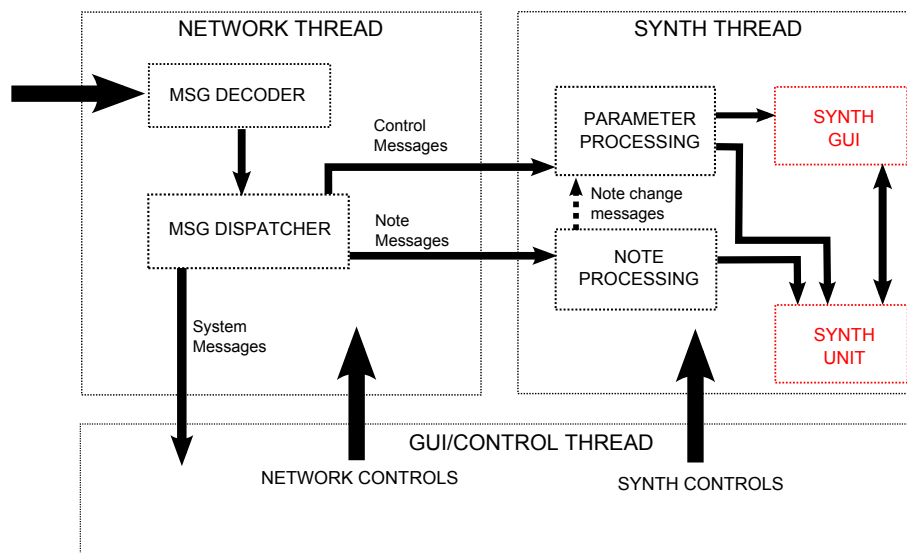 NETWORK THREAD
SYNTH THREAD
MSG DECODER
Control
Messages
PARAMETER
PROCESSING
SYNTH
GUI
Note change
messages
MSG DISPATCHER
Note
Messages
NOTE
PROCESSING
System
Messages
SYNTH
UNIT
GUI/CONTROL THREAD
NETWORK CONTROLS
SYNTH CONTROLS